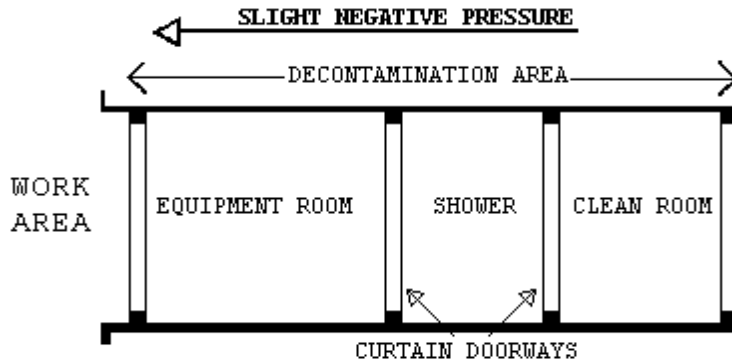 SLIGHT NEGATIVE PRESSURE
DECONTAMINATION AREA
WORK
AREA
EQUIPMENT ROOM
SHOWER
CLEAN ROOM
CURTAIN DOORWAYS